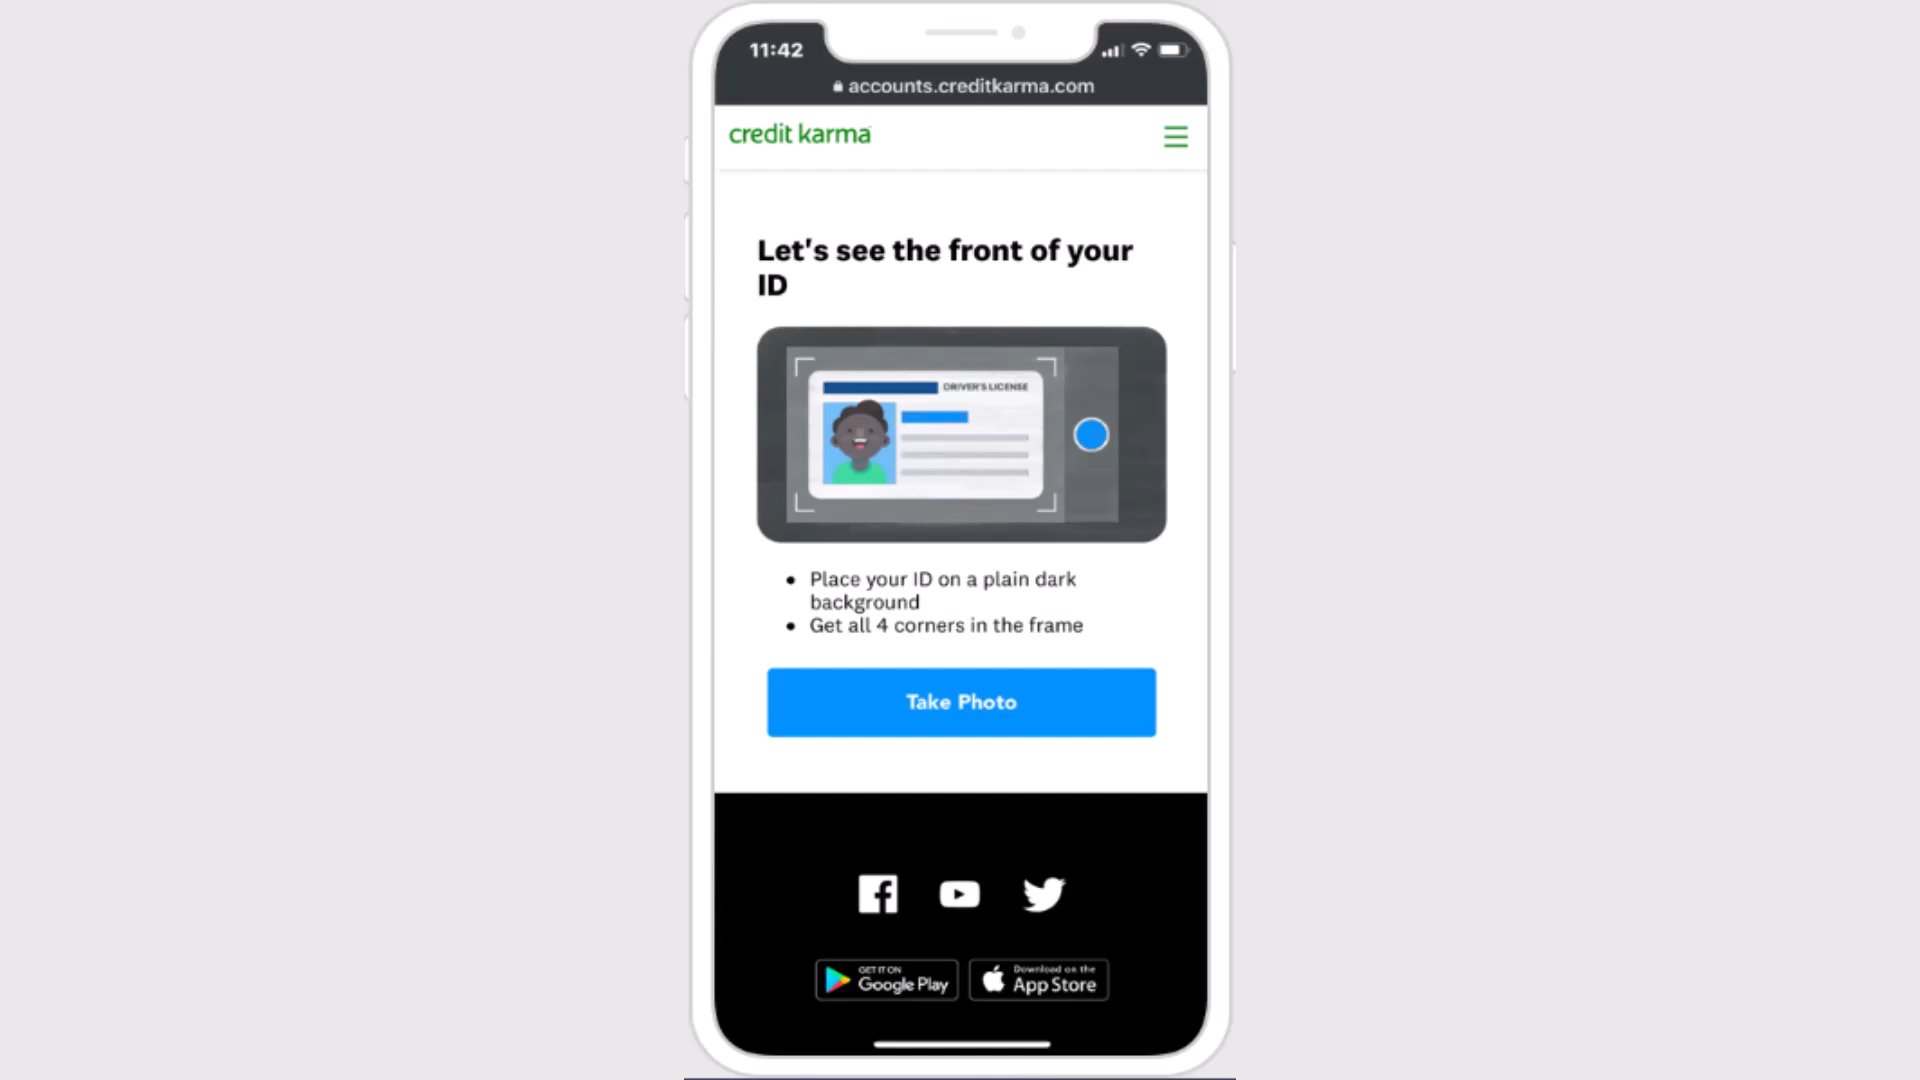 11:42
accounts.creditkarma.com
credit karma
Let's see the front of your
ID
DRIVER'S LICENSE
• Place your ID on a plain dark
background
• Get all 4 corners in the frame
Take Photo
GET IT ON
Google Play
Download on the
App Store